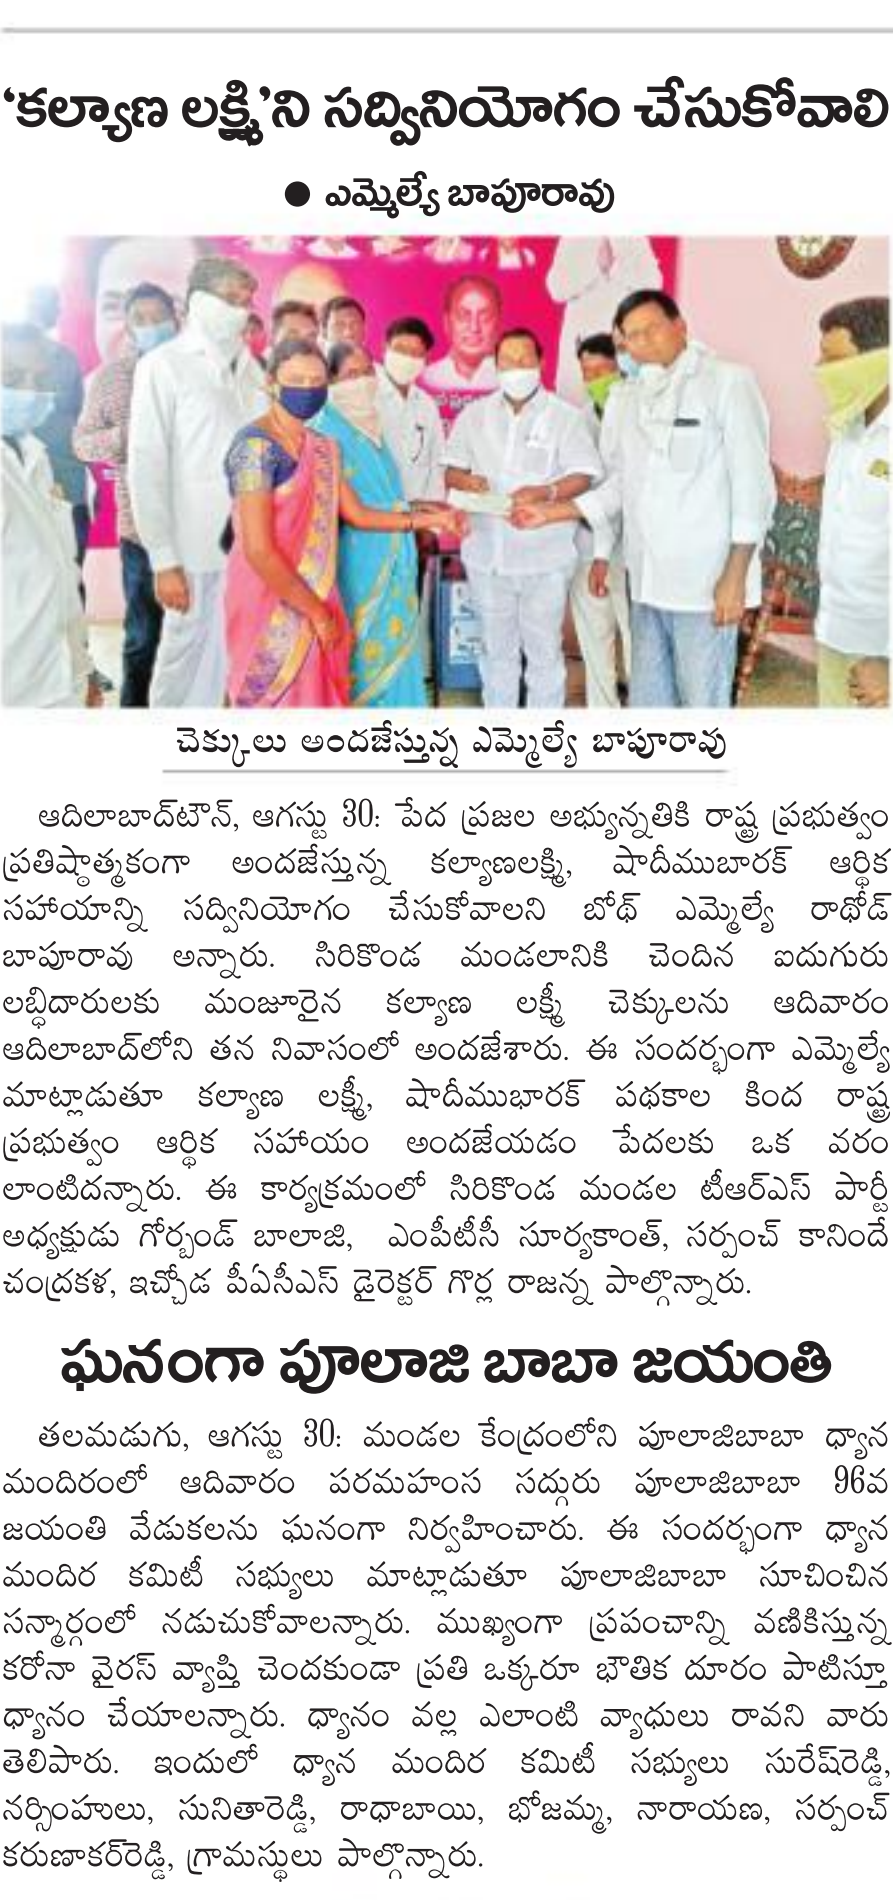 ‘కల్యాణ లక్ష్మి’ని సద్వినియోగం చేసుకోవాలి
● ఎమ్మెల్యే బాపూరావు
చెక్కులు అందజేస్తున్న ఎమ్మెల్యే బాపూరావు
ఆదిలాబాద్‌టౌన్, ఆగస్టు 30: పేద ప్రజల అభ్యున్నతికి రాష్ట్ర ప్రభుత్వం
ప్రతిష్ఠాత్మకంగా అందజేస్తున్న కల్యాణలక్ష్మి, షాదీముబారక్ ఆర్థిక
సహాయాన్ని సద్వినియోగం చేసుకోవాలని బోథ్ ఎమ్మెల్యే రాథోడ్
బాపూరావు అన్నారు. సిరికొండ మండలానికి చెందిన ఐదుగురు
లబ్ధిదారులకు మంజూరైన కల్యాణ లక్ష్మీ చెక్కులను ఆదివారం
ఆదిలాబాద్‌లోని తన నివాసంలో అందజేశారు. ఈ సందర్భంగా ఎమ్మెల్యే
మాట్లాడుతూ కల్యాణ లక్ష్మీ, షాదీముభారక్ పథకాల కింద రాష్ట్ర
ప్రభుత్వం ఆర్థిక సహాయం అందజేయడం పేదలకు ఒక వరం
లాంటిదన్నారు. ఈ కార్యక్రమంలో సిరికొండ మండల టీఆర్ఎస్ పార్టీ
అధ్యక్షుడు గోర్బండ్ బాలాజి, ఎంపీటీసీ సూర్యకాంత్, సర్పంచ్ కానిందే
చంద్రకళ, ఇచ్చోడ పీఏసీఎస్ డైరెక్టర్ గొర్ల రాజన్న పాల్గొన్నారు.
ఘనంగా పూలాజి బాబా జయంతి
తలమడుగు, ఆగస్టు 30: మండల కేంద్రంలోని పూలాజిబాబా ధ్యాన
మందిరంలో ఆదివారం పరమహంస సద్గురు పూలాజిబాబా 96వ
జయంతి వేడుకలను ఘనంగా నిర్వహించారు. ఈ సందర్భంగా ధ్యాన
మందిర కమిటీ సభ్యులు మాట్లాడుతూ పూలాజిబాబా సూచించిన
సన్మార్గంలో నడుచుకోవాలన్నారు. ముఖ్యంగా ప్రపంచాన్ని వణికిస్తున్న
కరోనా వైరస్ వ్యాప్తి చెందకుండా ప్రతి ఒక్కరూ భౌతిక దూరం పాటిస్తూ
ధ్యానం చేయాలన్నారు. ధ్యానం వల్ల ఎలాంటి వ్యాధులు రావని వారు
తెలిపారు. ఇందులో ధ్యాన మందిర కమిటీ సభ్యులు సురేష్‌రెడ్డి,
నర్సింహులు, సునితారెడ్డి, రాధాబాయి, భోజమ్మ, నారాయణ, సర్పంచ్
కరుణాకర్‌రెడ్డి, గ్రామస్థులు పాల్గొన్నారు.